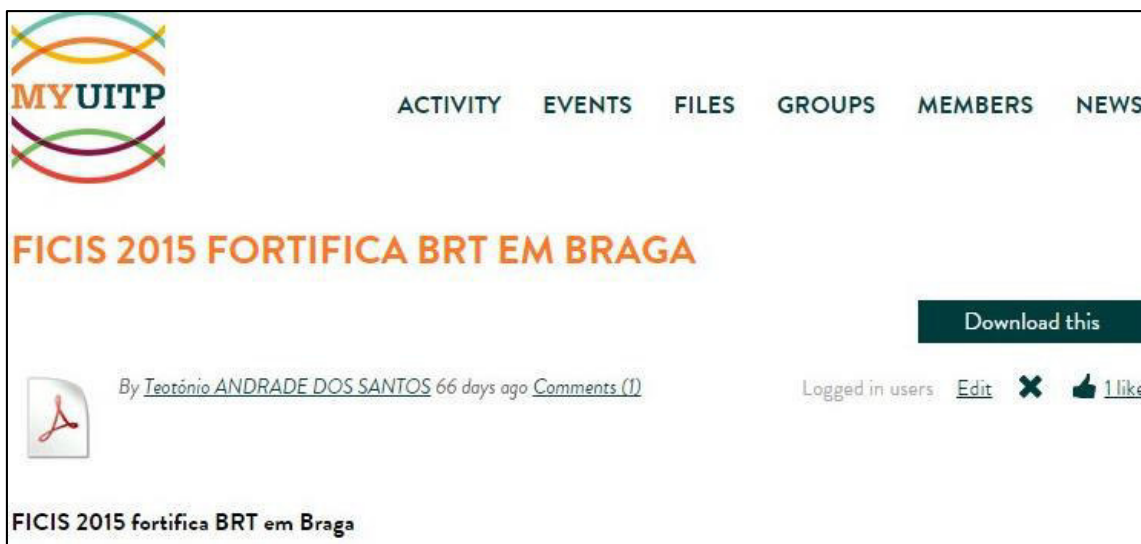 MYUITP
ACTIVITY EVENTS FILES GROUPS MEMBERS NEWS
FICIS 2015 FORTIFICA BRT EM BRAGA
Download this
By Teotónio ANDRADE DOS SANTOS 66 days ago Comments (1) Logged in users Edit 1 like
FICIS 2015 fortifica BRT em Braga